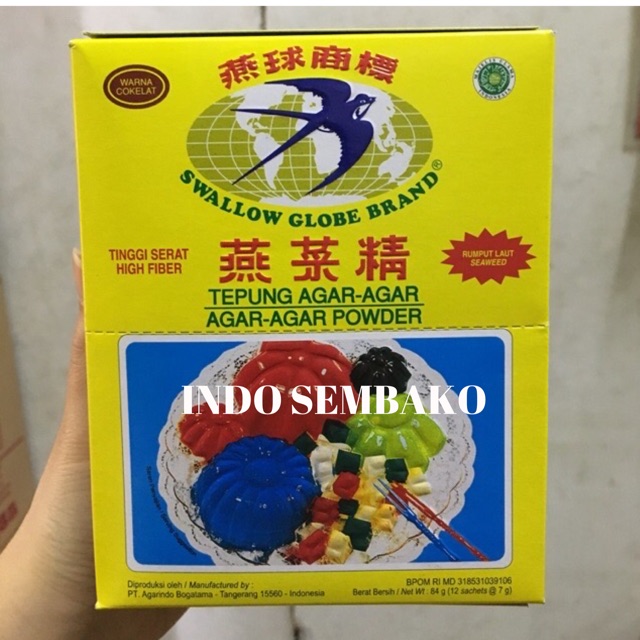 WARNA
COKELAT
燕球商標
SWALLOW GLOBE BRAND®
TINGGI SERAT
HIGH FIBER
燕菜精
RUMPUT LAUT
SEAWEED
TEPUNG AGAR-AGAR
AGAR-AGAR POWDER
INDO SEMBAKO
Diproduksi oleh / Manufactured by :
PT. Agarindo Bogatama - Tangerang 15560 - Indonesia
BPOM RI MD 318531039106
Berat Bersih / Net Wt : 84 g (12 sachets @ 7 g)